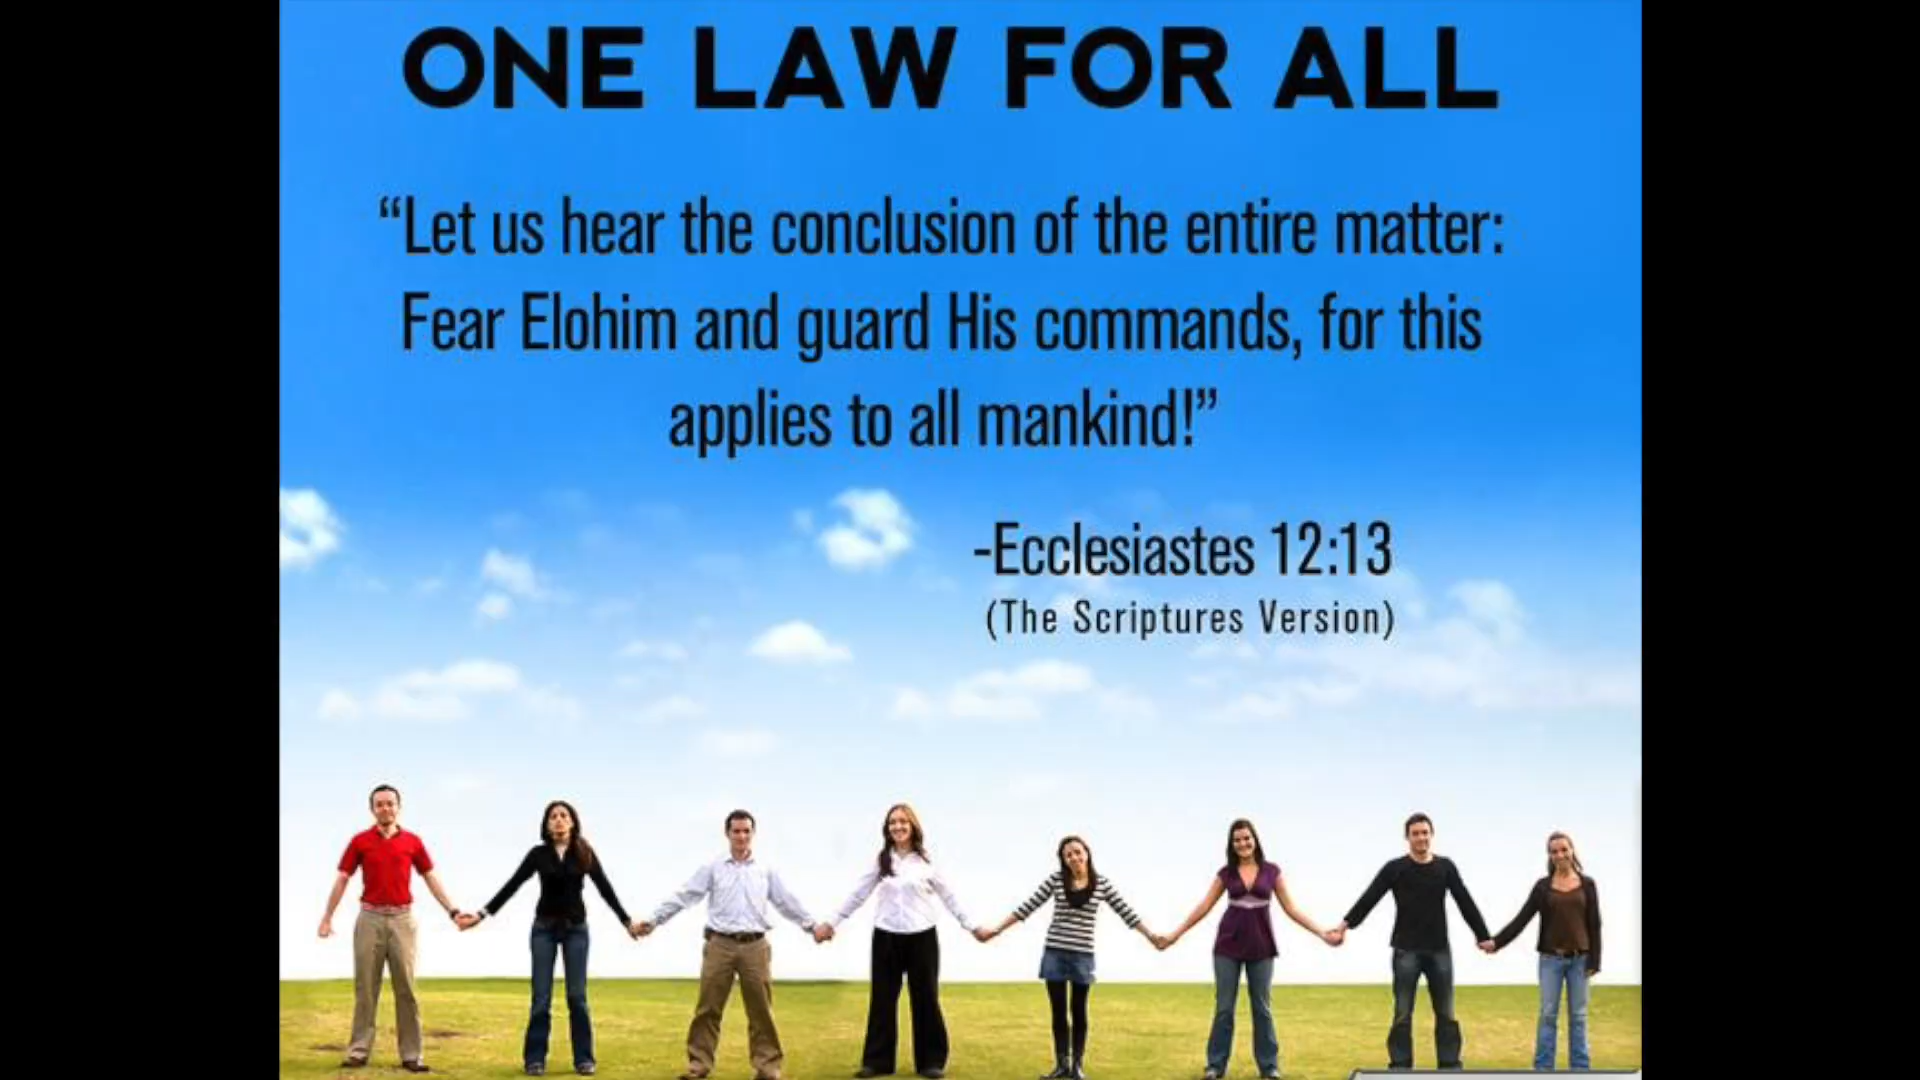 ONE LAW FOR ALL
“Let us hear the conclusion of the entire matter:
Fear Elohim and guard His commands, for this
applies to all mankind!”
-Ecclesiastes 12:13
(The Scriptures Version)